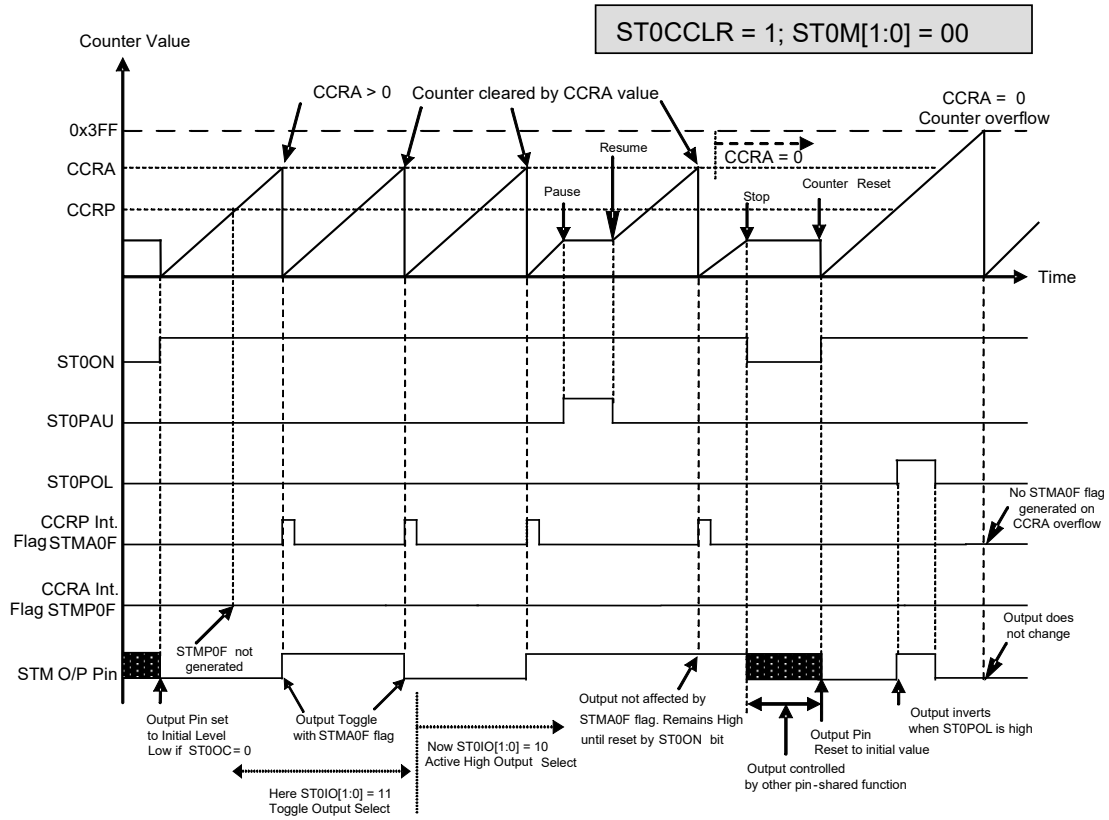 ST0CCLR = 1; ST0M[1:0] = 00
Counter Value
CCRA > 0
Counter cleared by CCRA value
CCRA = 0
Counter overflow
0x3FF
Resume
CCRA = 0
CCRA
Pause
Stop
Counter Reset
CCRP
Time
ST0ON
ST0PAU
ST0POL
No STMA0F flag
generated on
CCRA overflow
CCRP Int.
Flag STMA0F
CCRA Int.
Flag STMP0F
STMP0F not
generated
Output does
not change
STM O/P Pin
Output Pin set
to Initial Level
Low if ST0OC=0
Output Toggle
with STMA0F flag
Now ST0IO[1:0] = 10
Active High Output Select
Output not affected by
STMA0F flag. Remains High
until reset by ST0ON bit
Output Pin
Reset to initial value
Output inverts
when ST0POL is high
Output controlled
by other pin-shared function
Here ST0IO[1:0] = 11
Toggle Output Select